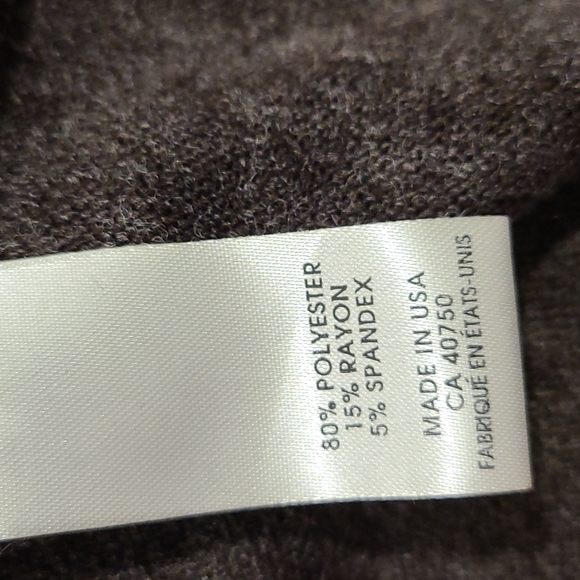 80% POLYESTER
15% RAYON
5% SPANDEX
MADE IN USA
CA 40750
FABRIQUÉ EN ÉTATS-UNIS